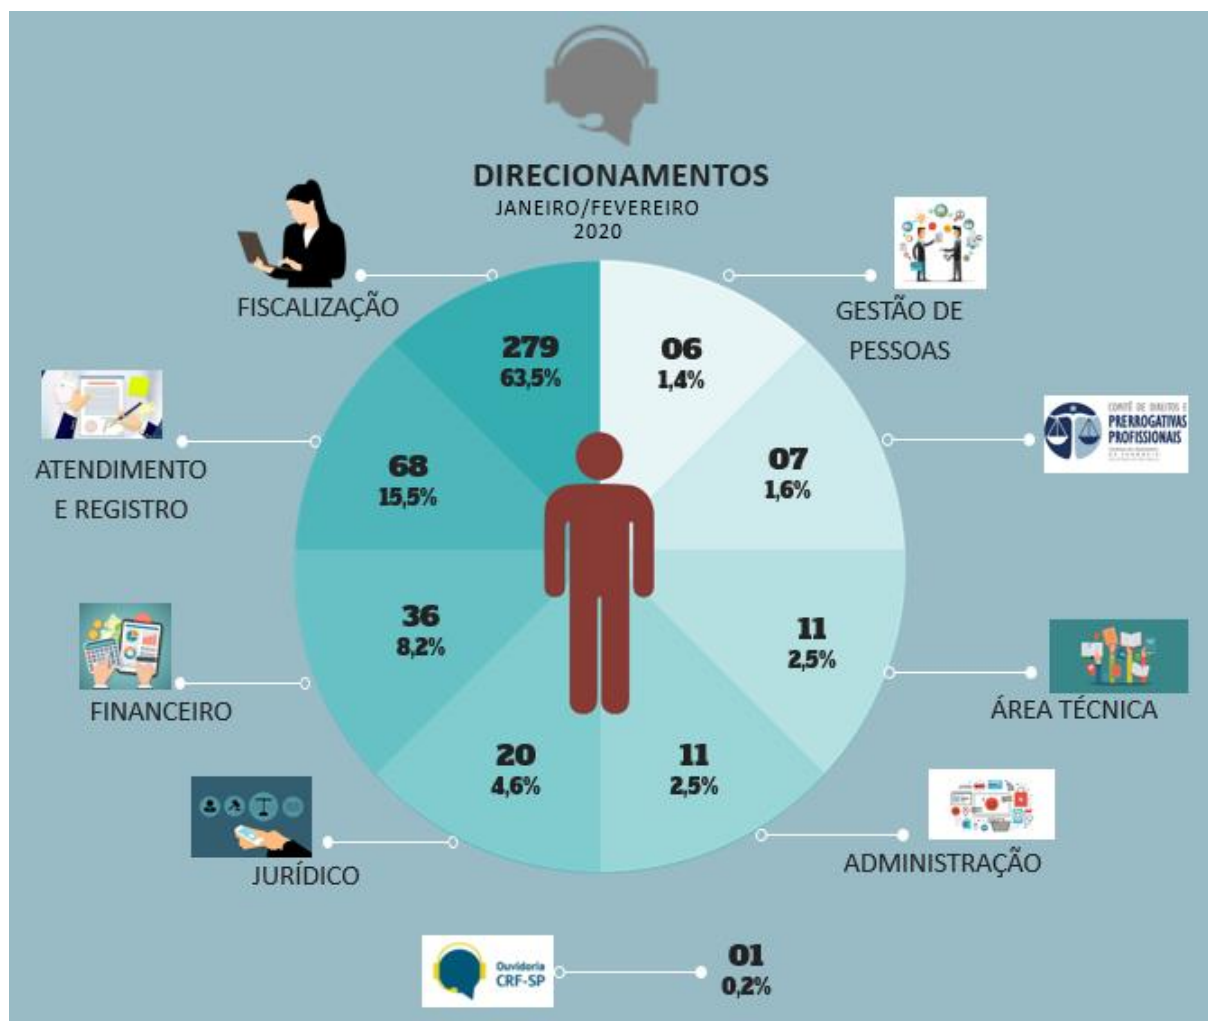 DIRECIONAMENTOS
JANEIRO/FEVEREIRO
2020
FISCALIZAÇÃO
279
63,5%
06
1,4%
GESTÃO DE
PESSOAS
ATENDIMENTO
E REGISTRO
68
15,5%
07
1,6%
COMITÊ DE DIREITOS E
PRERROGATIVAS
PROFISSIONAIS
FINANCEIRO
36
8,2%
11
2,5%
ÁREA TÉCNICA
JURÍDICO
20
4,6%
11
2,5%
ADMINISTRAÇÃO
Ouvidoria
CRF-SP
01
0,2%